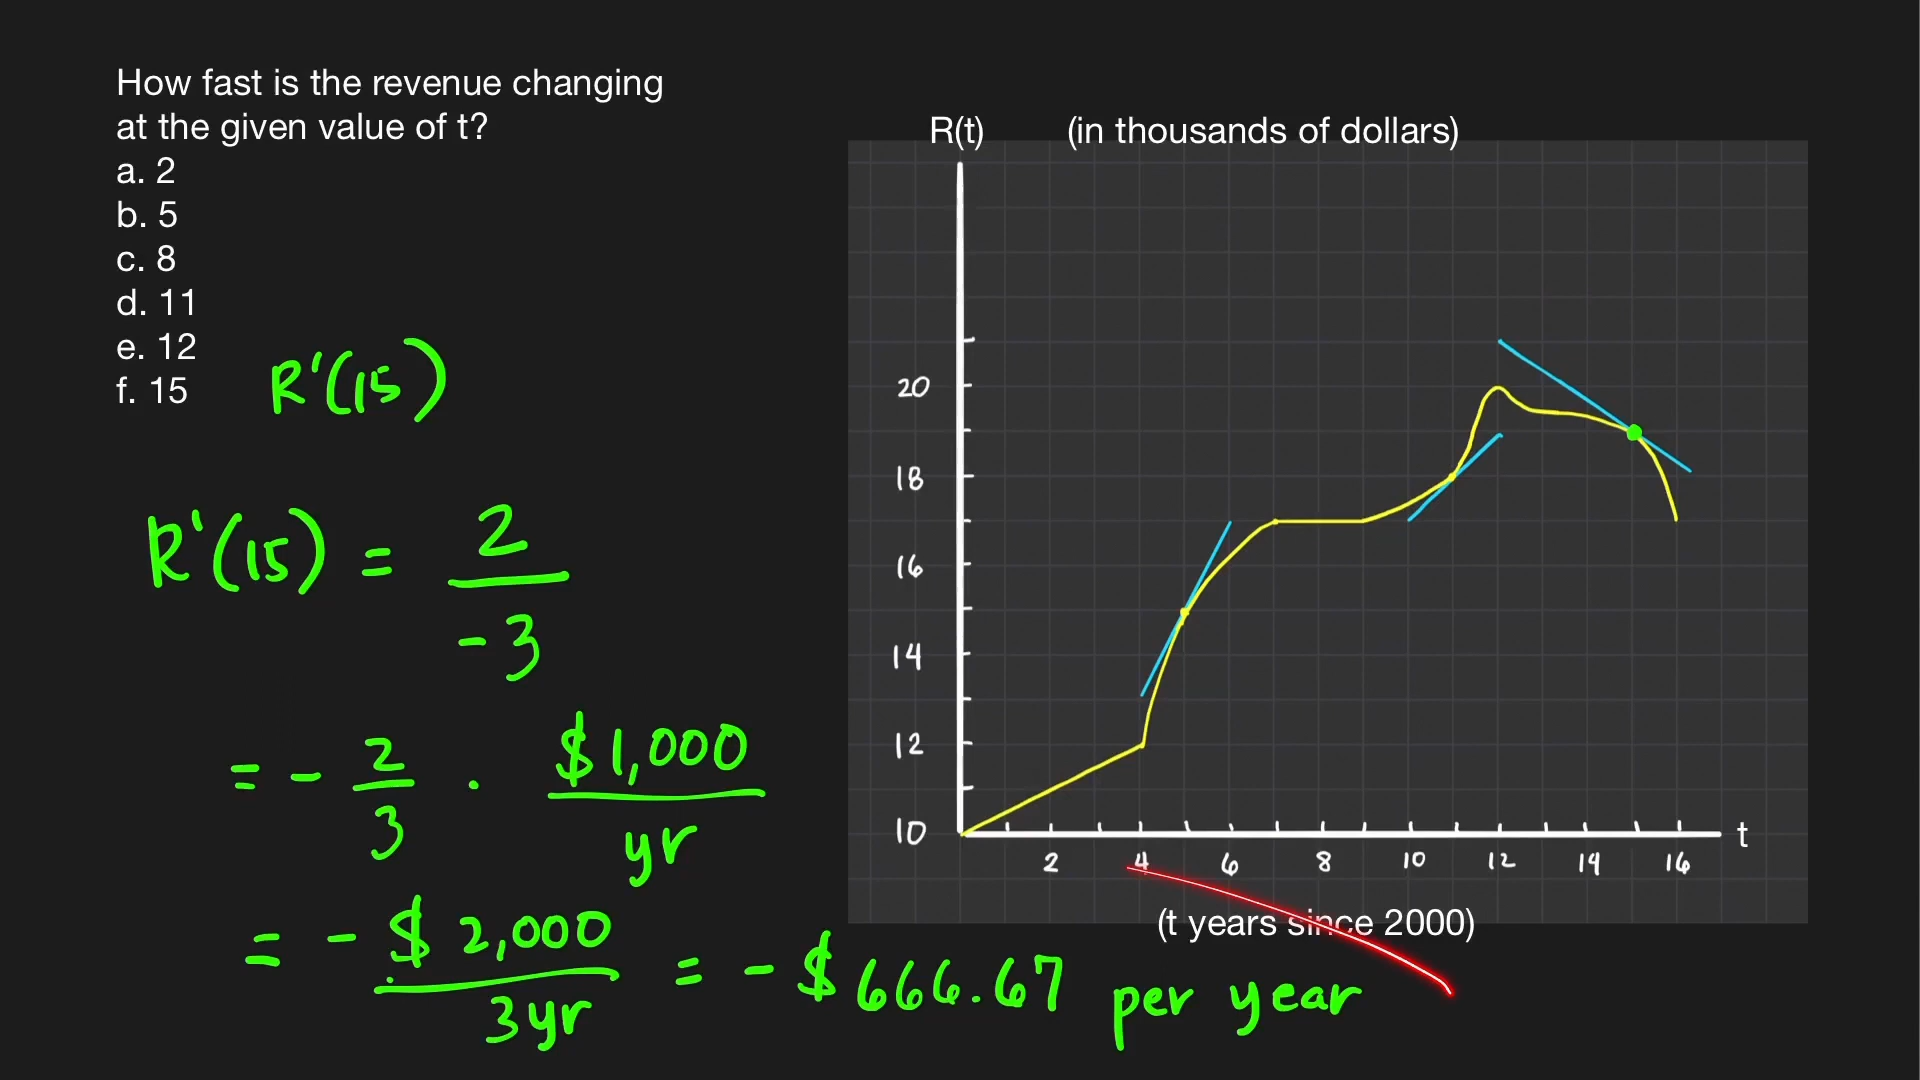 How fast is the revenue changing
at the given value of t?
a. 2
b. 5
c. 8
d. 11
e. 12
f. 15
R'(15)
R'(15) = 2 / -3
= - 2/3 · $1,000 / yr
= - $2,000 / 3yr = - $666.67 per year
R(t) (in thousands of dollars)
20
18
16
14
12
10
2 4 6 8 10 12 14 16 t
(t years since 2000)